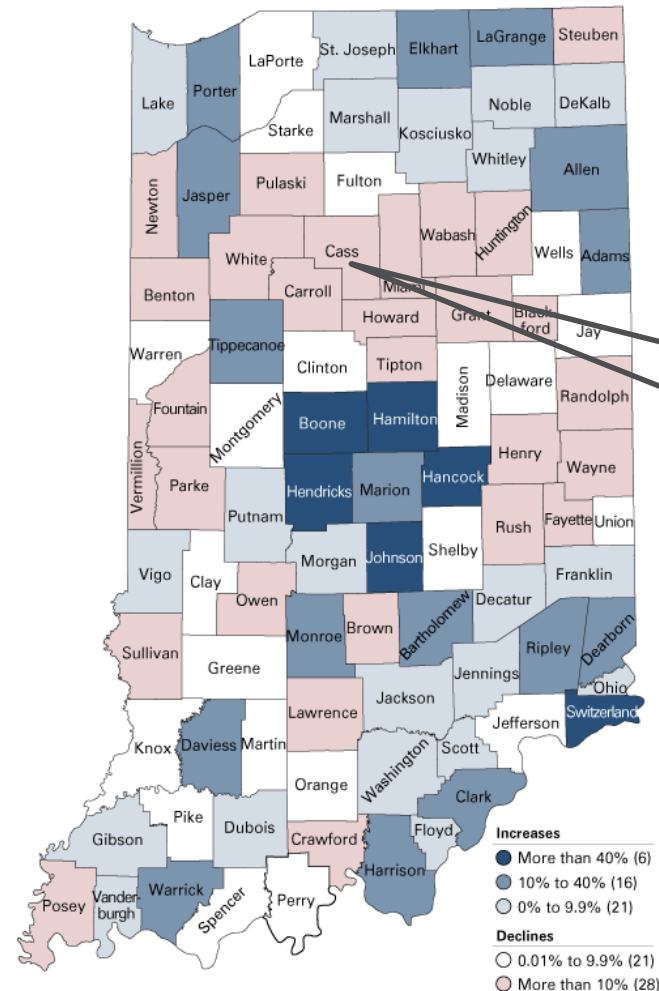 St. Joseph
Elkhart
LaGrange
Steuben
LaPorte
Porter
Lake
Noble
DeKalb
Marshall
Starke
Kosciusko
Whitley
Allen
Newton
Jasper
Pulaski
Fulton
Wabash
Huntington
Wells
Adams
White
Cass
Miami
Benton
Carroll
Howard
Grant
Black
ford
Jay
Warren
Tippecanoe
Clinton
Tipton
Madison
Delaware
Randolph
Fountain
Montgomery
Boone
Hamilton
Vermillion
Parke
Putnam
Hendricks
Marion
Hancock
Henry
Wayne
Rush
Fayette
Union
Vigo
Clay
Morgan
Johnson
Shelby
Franklin
Owen
Decatur
Sullivan
Monroe
Brown
Bartholomew
Ripley
Dearborn
Greene
Jennings
Ohio
Lawrence
Jackson
Switzerland
Jefferson
Knox
Daviess
Martin
Washington
Scott
Orange
Clark
Pike
Dubois
Gibson
Floyd
Crawford
Harrison
Posey
Vander-
burgh
Warrick
Spencer
Perry
Increases
More than 40% (6)
10% to 40% (16)
0% to 9.9% (21)
Declines
0.01% to 9.9% (21)
More than 10% (28)